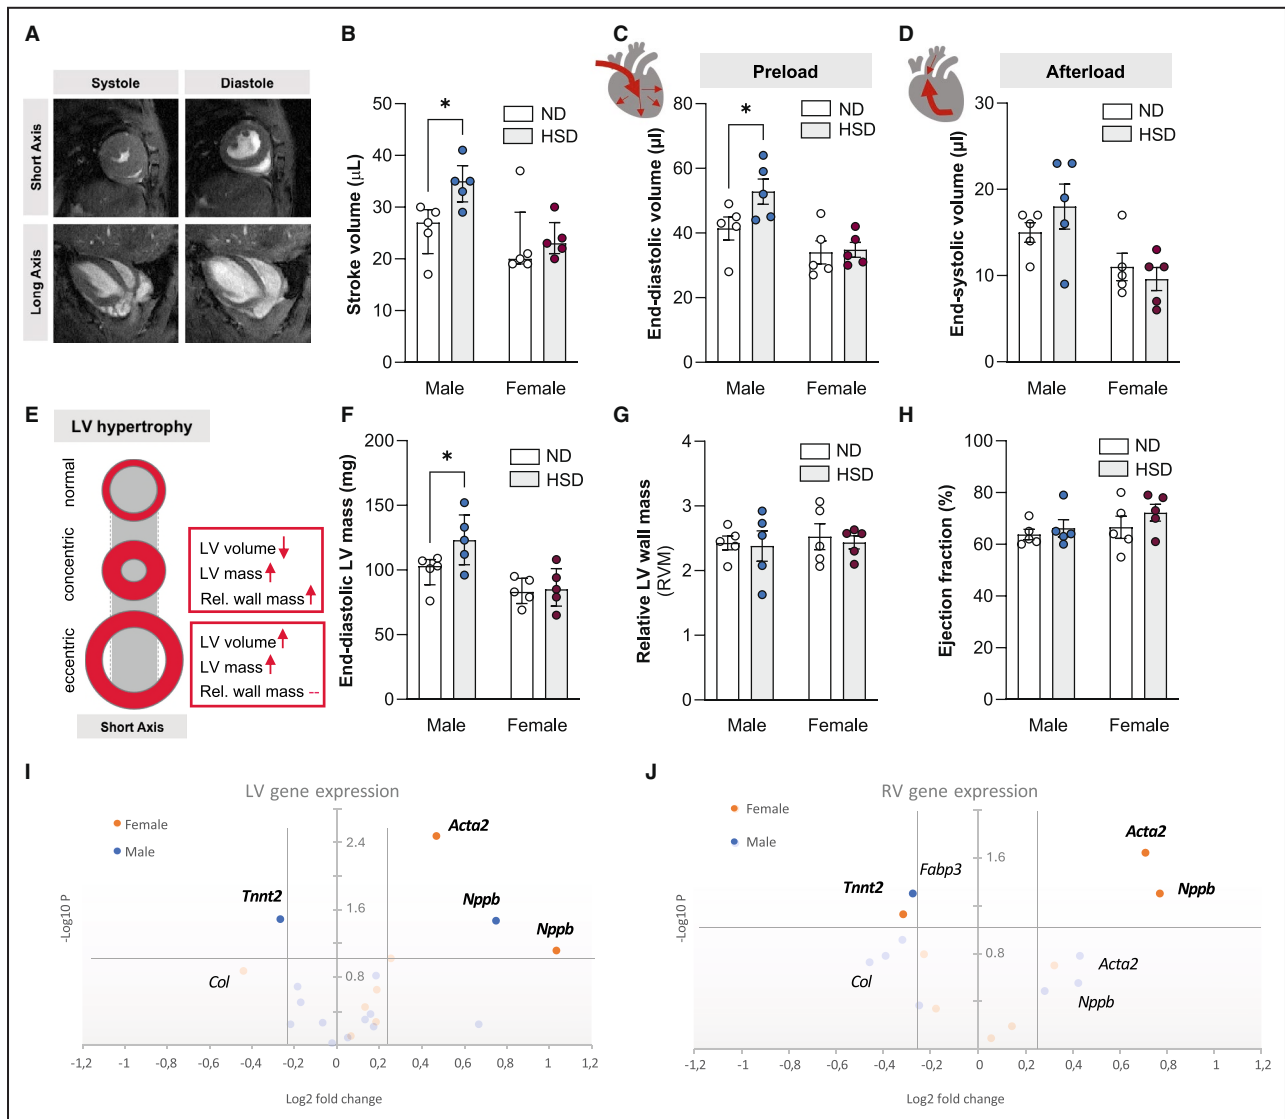 A
Systole
Diastole
Short Axis
Long Axis
B
Stroke volume (μL)
50
40
30
20
10
0
*
ND
HSD
Male
Female
C
Preload
End-diastolic volume (μl)
80
60
40
20
0
*
ND
HSD
Male
Female
D
Afterload
End-systolic volume (μl)
30
20
10
0
ND
HSD
Male
Female
E
LV hypertrophy
normal
concentric
eccentric
LV volume
LV mass
Rel. wall mass
LV volume
LV mass
Rel. wall mass --
Short Axis
F
End-diastolic LV mass (mg)
200
150
100
50
0
*
ND
HSD
Male
Female
G
Relative LV wall mass
(RVM)
4
3
2
1
0
ND
HSD
Male
Female
H
Ejection fraction (%)
100
80
60
40
20
0
ND
HSD
Male
Female
I
LV gene expression
Female
Male
2.4
1.6
0.8
Acta2
Tnnt2
Nppb
Nppb
Col
-Log10 P
-1,2 -1 -0,8 -0,6 -0,4 -0,2 0 0,2 0,4 0,6 0,8 1 1,2
Log2 fold change
J
RV gene expression
Female
Male
1.6
0.8
Acta2
Fabp3
Tnnt2
Nppb
Acta2
Col
Nppb
-Log10 P
-1,2 -1 -0,8 -0,6 -0,4 -0,2 0 0,2 0,4 0,6 0,8 1 1,2
Log2 fold change